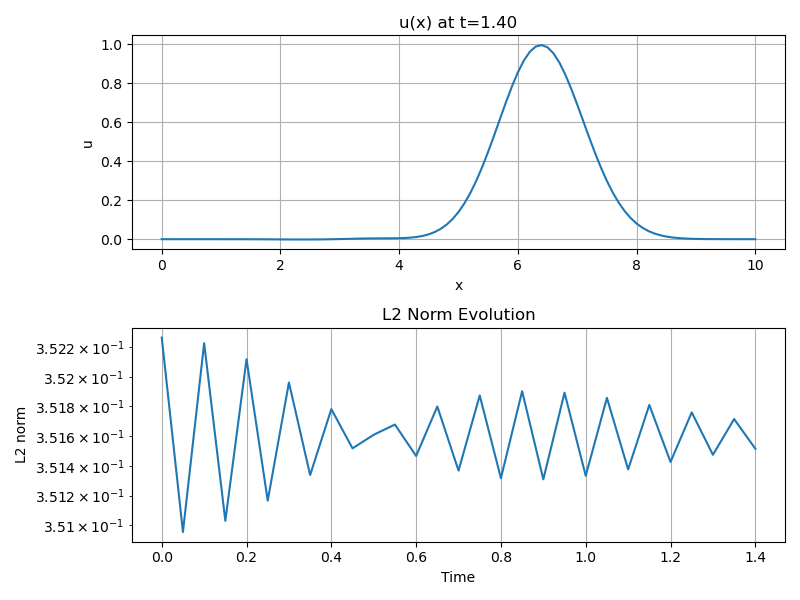 u(x) at t=1.40
1.0
0.8
0.6
0.4
0.2
0.0
u
0 2 4 6 8 10
x
L2 Norm Evolution
3.522 × 10⁻¹
3.52 × 10⁻¹
3.518 × 10⁻¹
3.516 × 10⁻¹
3.514 × 10⁻¹
3.512 × 10⁻¹
3.51 × 10⁻¹
L2 norm
0.0 0.2 0.4 0.6 0.8 1.0 1.2 1.4
Time